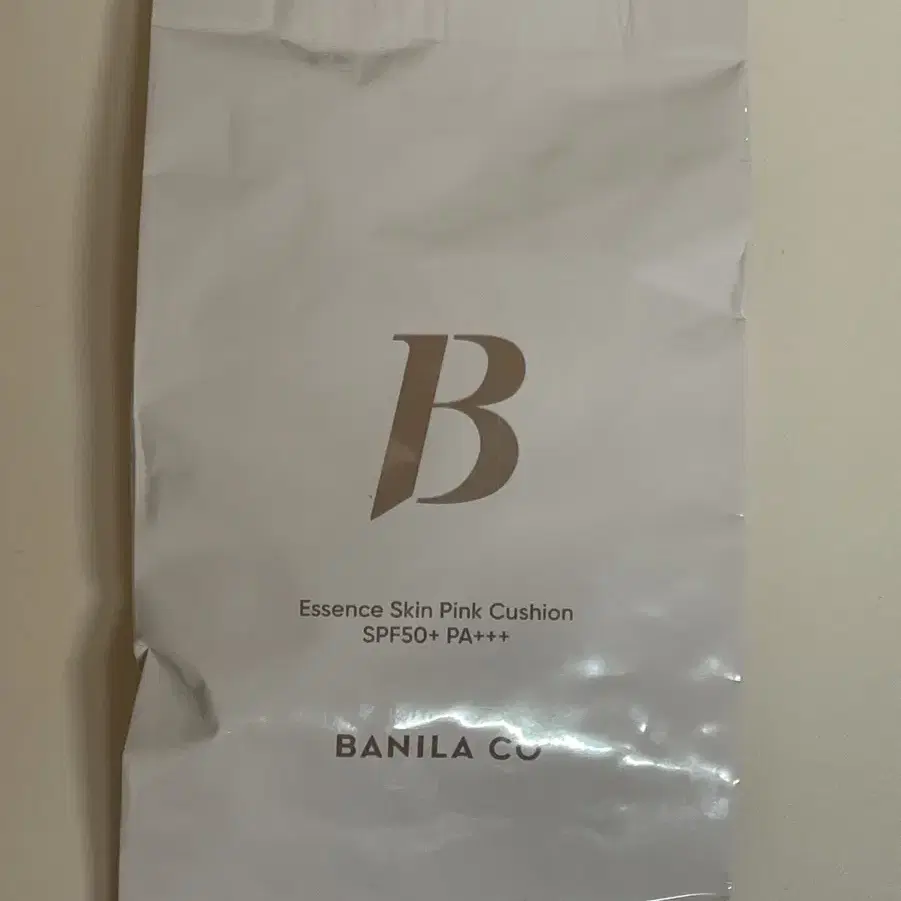 B
Essence Skin Pink Cushion
SPF50+ PA+++
BANILA CO